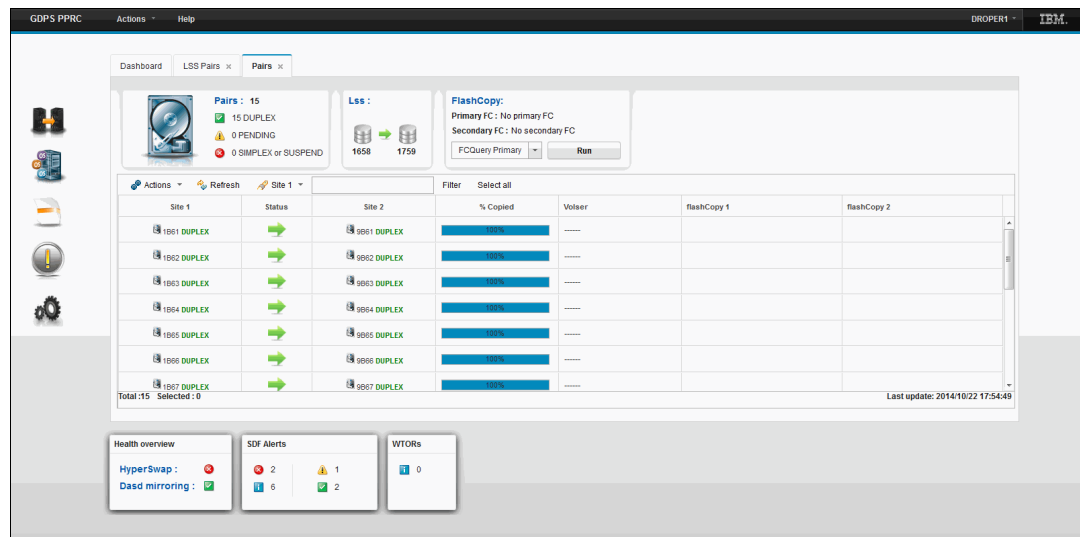 GDPS PPRC Actions Help DROPER1 IBM.
Dashboard LSS Pairs × Pairs ×
Pairs : 15
15 DUPLEX
0 PENDING
0 SIMPLEX or SUSPEND
Lss :
1658 1759
FlashCopy:
Primary FC : No primary FC
Secondary FC : No secondary FC
FCQuery Primary Run
Actions Refresh Site 1 Filter Select all
Site 1 Status Site 2 % Copied Volser flashCopy 1 flashCopy 2
1B61 DUPLEX 9B61 DUPLEX 100% ------
1B62 DUPLEX 9B62 DUPLEX 100% ------
1B63 DUPLEX 9B63 DUPLEX 100% ------
1B64 DUPLEX 9B64 DUPLEX 100% ------
1B65 DUPLEX 9B65 DUPLEX 100% ------
1B66 DUPLEX 9B66 DUPLEX 100% ------
1B67 DUPLEX 9B67 DUPLEX 100% ------
Total :15 Selected : 0 Last update: 2014/10/22 17:54:49
Health overview
HyperSwap :
Dasd mirroring :
SDF Alerts
2 1
6 2
WTORs
0